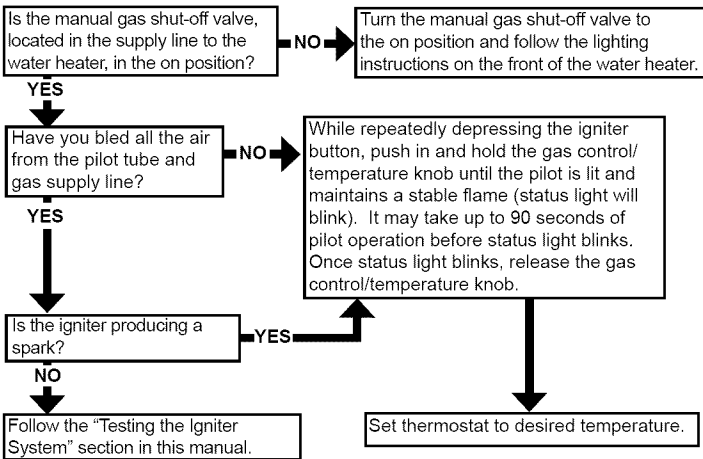 Is the manual gas shut-off valve,
located in the supply line to the
water heater, in the on position?
NO
Turn the manual gas shut-off valve to
the on position and follow the lighting
instructions on the front of the water heater.
YES
Have you bled all the air
from the pilot tube and
gas supply line?
NO
While repeatedly depressing the igniter
button, push in and hold the gas control/
temperature knob until the pilot is lit and
maintains a stable flame (status light will
blink). It may take up to 90 seconds of
pilot operation before status light blinks.
Once status light blinks, release the gas
control/temperature knob.
YES
Is the igniter producing a
spark?
YES
NO
Follow the “Testing the Igniter
System” section in this manual.
Set thermostat to desired temperature.